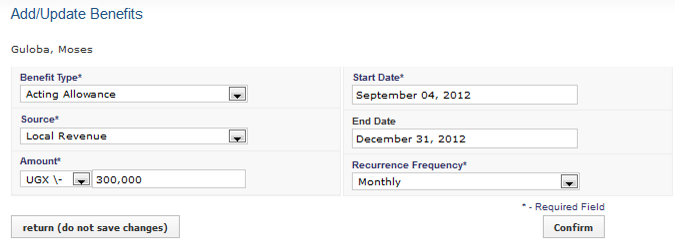 Add/Update Benefits
Guloba, Moses
Benefit Type*
Acting Allowance
Start Date*
September 04, 2012
Source*
Local Revenue
End Date
December 31, 2012
Amount*
UGX \- 300,000
Recurrence Frequency*
Monthly
* - Required Field
return (do not save changes)
Confirm